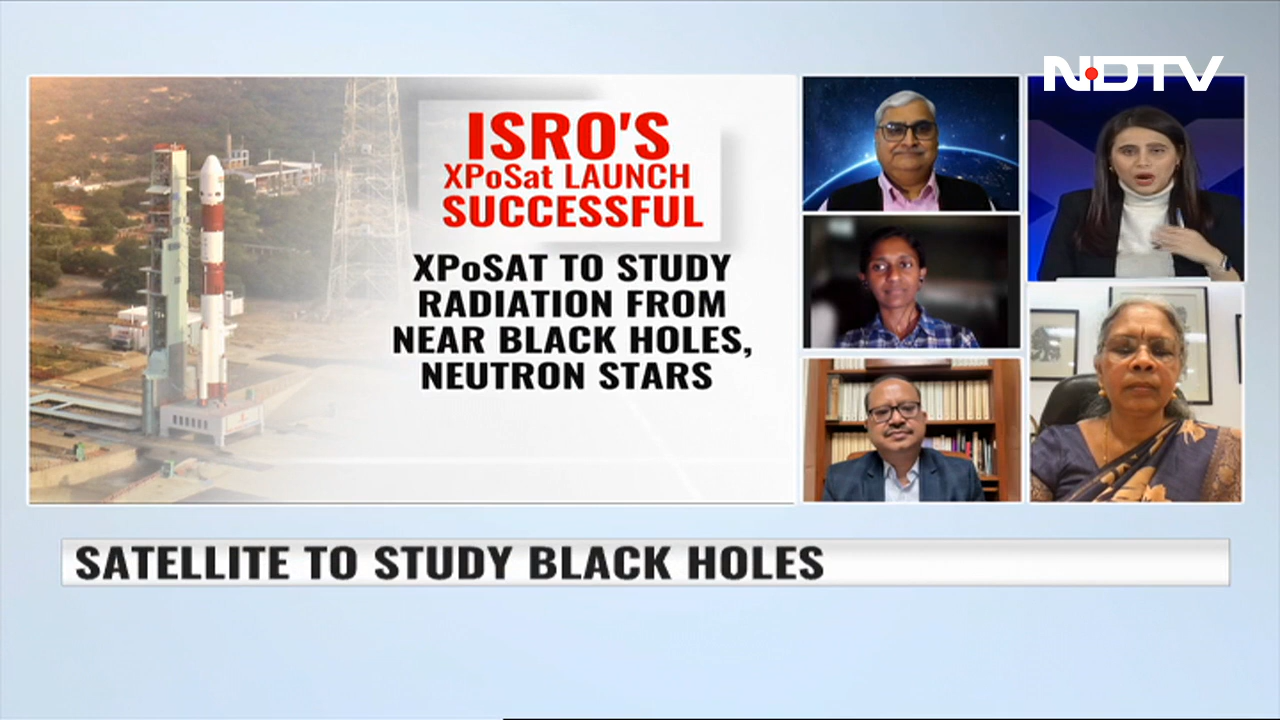 NDTV
ISRO'S
XPoSat LAUNCH
SUCCESSFUL
XPoSAT TO STUDY
RADIATION FROM
NEAR BLACK HOLES,
NEUTRON STARS
SATELLITE TO STUDY BLACK HOLES